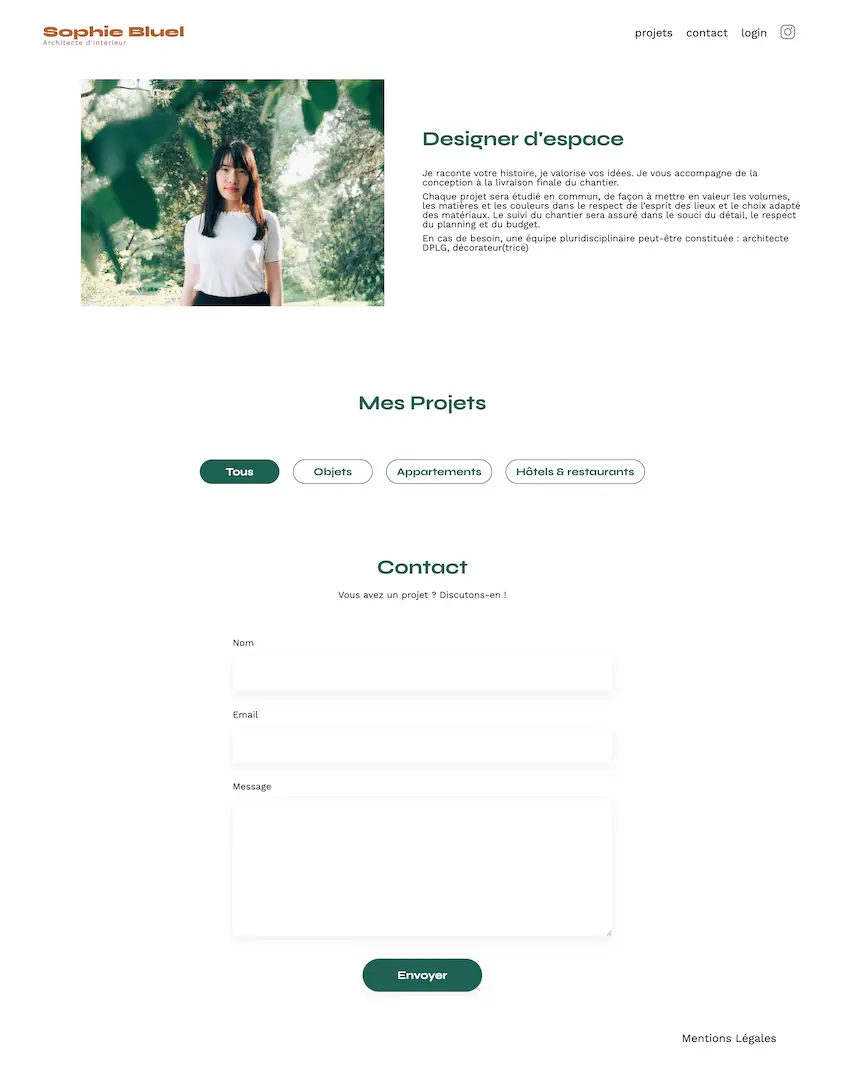 Sophie Bluel
Architecte d'intérieur
projets contact login
Designer d'espace
Je raconte votre histoire, je valorise vos idées. Je vous accompagne de la
conception à la livraison finale du chantier.
Chaque projet sera étudié en commun, de façon à mettre en valeur les volumes,
les matières et les couleurs dans le respect de l'esprit des lieux et le choix adapté
des matériaux. Le suivi du chantier sera assuré dans le souci du détail, le respect
du planning et du budget.
En cas de besoin, une équipe pluridisciplinaire peut-être constituée : architecte
DPLG, décorateur(trice)
Mes Projets
Tous Objets Appartements Hôtels & restaurants
Contact
Vous avez un projet ? Discutons-en !
Nom
Email
Message
Envoyer
Mentions Légales